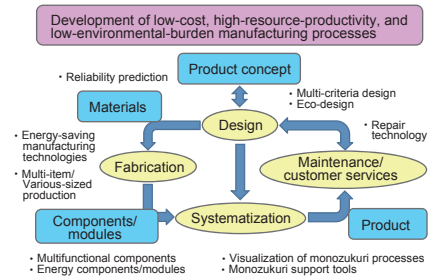 Development of low-cost, high-resource-productivity, and
low-environmental-burden manufacturing processes
Product concept
・Reliability prediction
・Multi-criteria design
・Eco-design
Materials
Design
・Repair
technology
・Energy-saving
manufacturing
technologies
・Multi-item/
Various-sized
production
Fabrication
Maintenance/
customer services
Components/
modules
Systematization
Product
・Multifunctional components
・Energy components/modules
・Visualization of monozukuri processes
・Monozukuri support tools